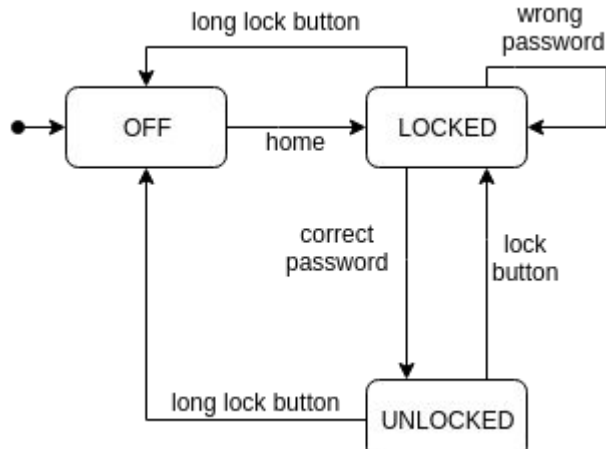 long lock button
wrong
password
OFF
LOCKED
home
correct
password
lock
button
long lock button
UNLOCKED